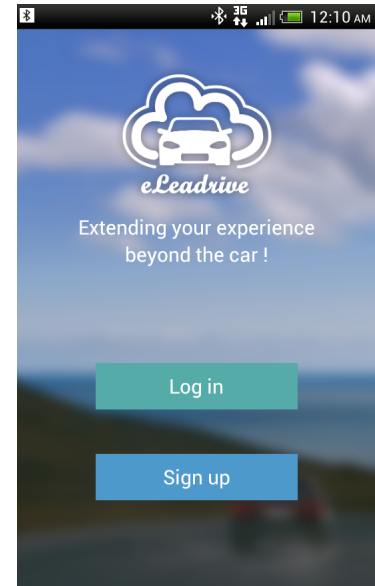 3G
12:10 AM
eLeadrive
Extending your experience
beyond the car !
Log in
Sign up